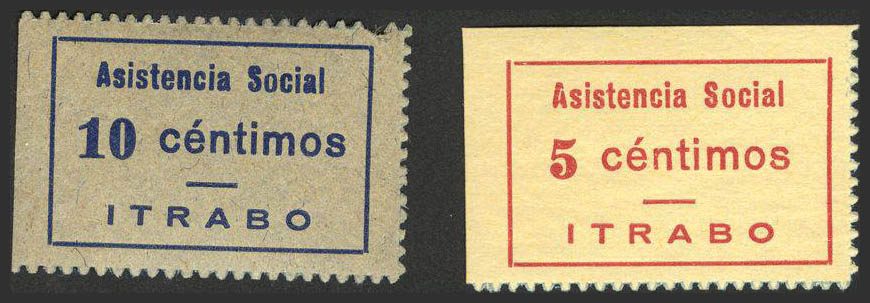 Asistencia Social
10 céntimos
ITRABO
Asistencia Social
5 céntimos
ITRABO